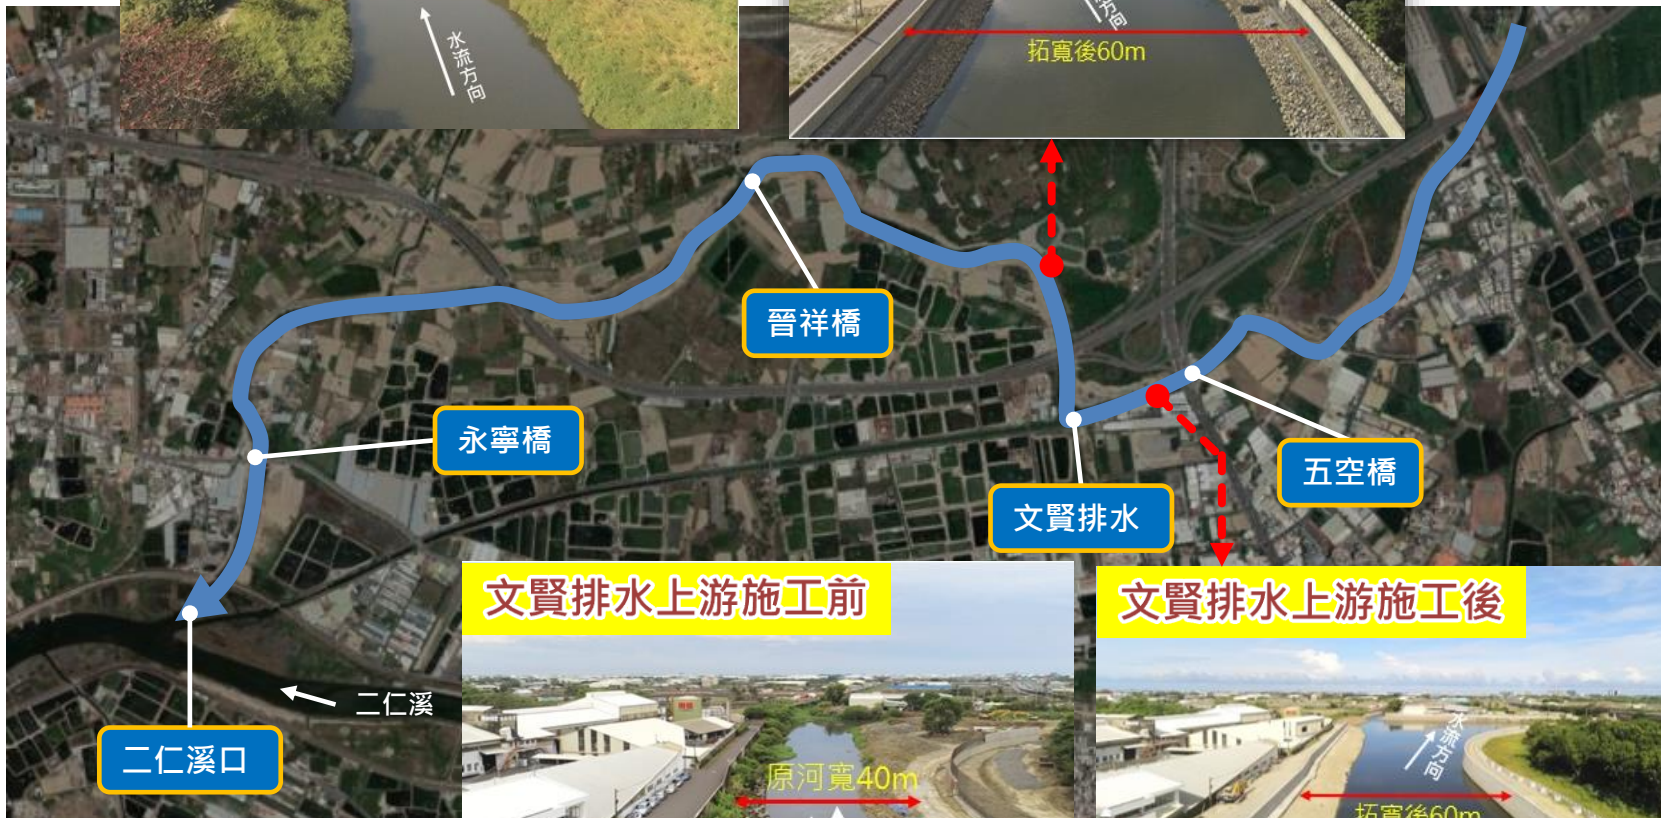 水流方向
水流方向
拓寬後60m
晉祥橋
永寧橋
五空橋
文賢排水
文賢排水上游施工前
文賢排水上游施工後
二仁溪
水流方向
二仁溪口
原河寬40m
拓寬後60m